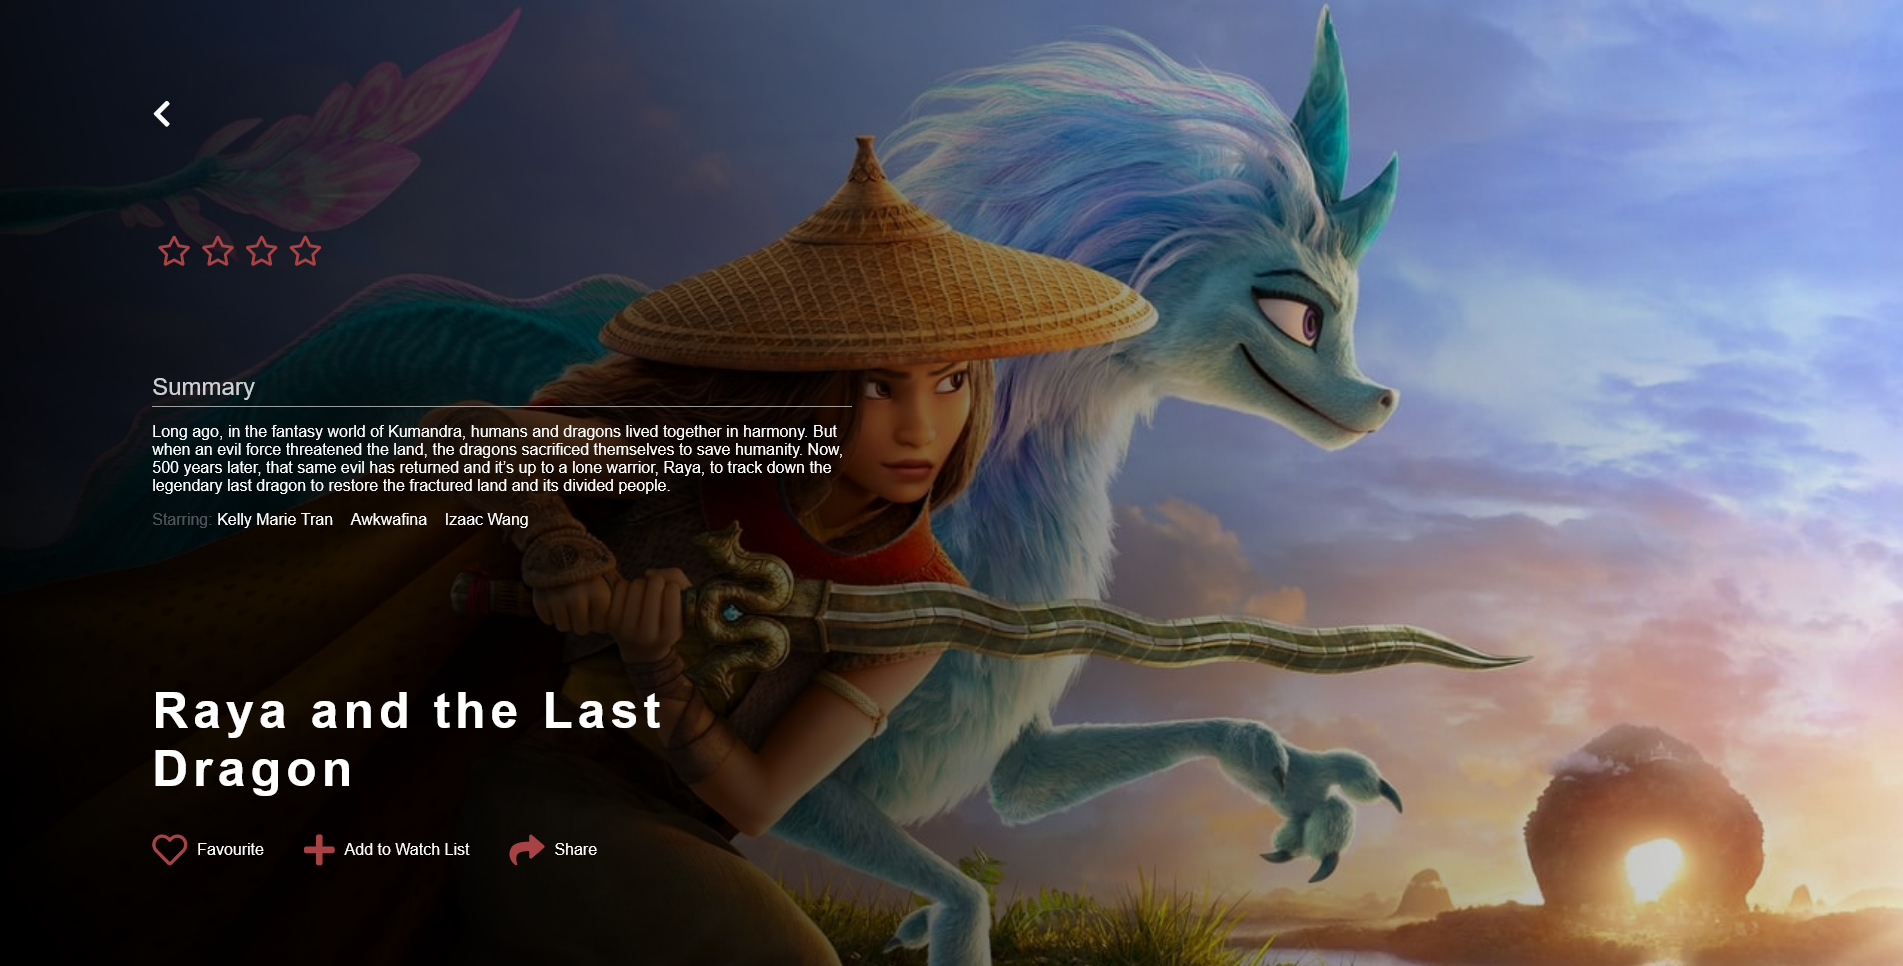 Summary
Long ago, in the fantasy world of Kumandra, humans and dragons lived together in harmony. But
when an evil force threatened the land, the dragons sacrificed themselves to save humanity. Now,
500 years later, that same evil has returned and it’s up to a lone warrior, Raya, to track down the
legendary last dragon to restore the fractured land and its divided people.
Starring: Kelly Marie Tran Awkwafina Izaac Wang
Raya and the Last
Dragon
Favourite Add to Watch List Share